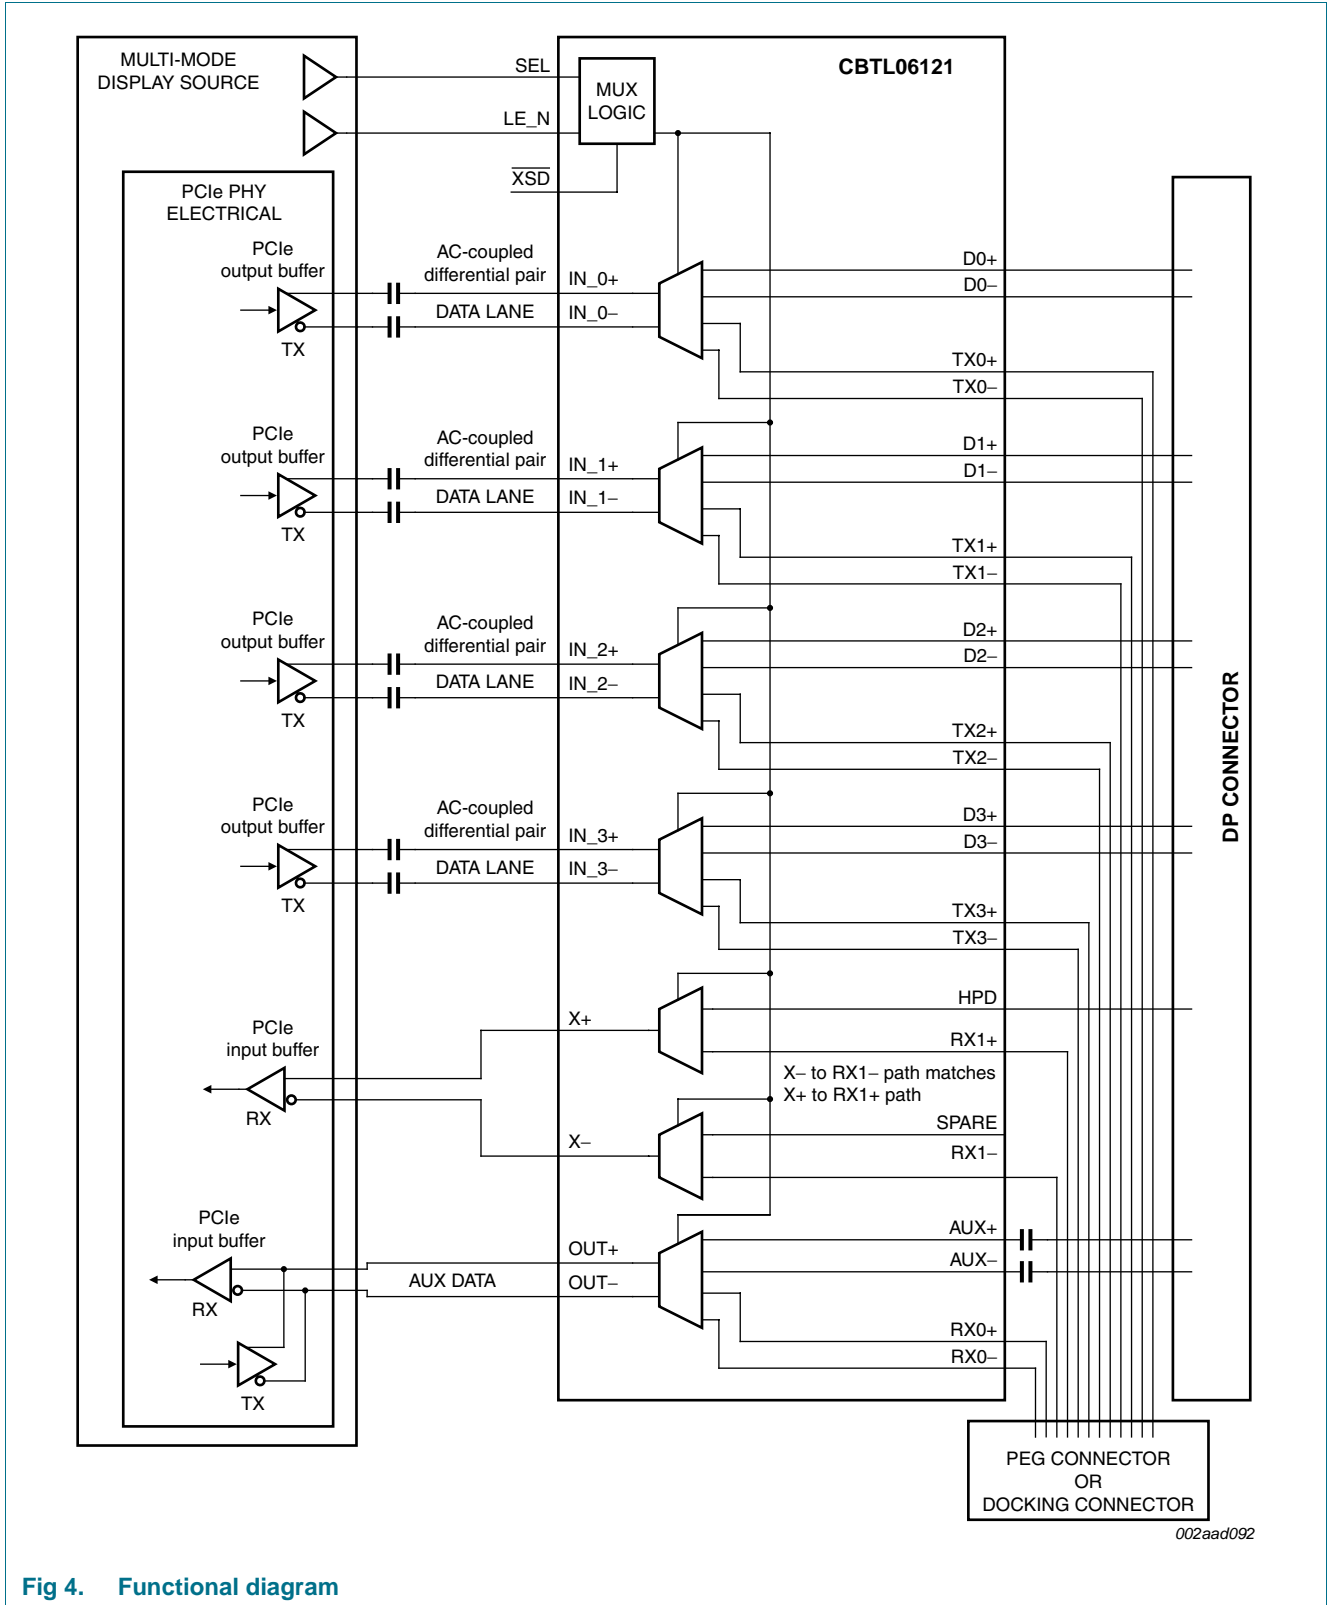 MULTI-MODE
DISPLAY SOURCE
SEL
LE_N
XSD
MUX
LOGIC
CBTL06121
PCIe PHY
ELECTRICAL
PCIe
output buffer
TX
AC-coupled
differential pair
DATA LANE
IN_0+
IN_0−
D0+
D0−
TX0+
TX0−
PCIe
output buffer
TX
AC-coupled
differential pair
DATA LANE
IN_1+
IN_1−
D1+
D1−
TX1+
TX1−
PCIe
output buffer
TX
AC-coupled
differential pair
DATA LANE
IN_2+
IN_2−
D2+
D2−
TX2+
TX2−
PCIe
output buffer
TX
AC-coupled
differential pair
DATA LANE
IN_3+
IN_3−
D3+
D3−
TX3+
TX3−
DP CONNECTOR
PCIe
input buffer
RX
X+
HPD
RX1+
X− to RX1− path matches
X+ to RX1+ path
X−
SPARE
RX1−
PCIe
input buffer
RX
TX
AUX DATA
OUT+
OUT−
AUX+
AUX−
RX0+
RX0−
PEG CONNECTOR
OR
DOCKING CONNECTOR
002aad092
Fig 4. Functional diagram